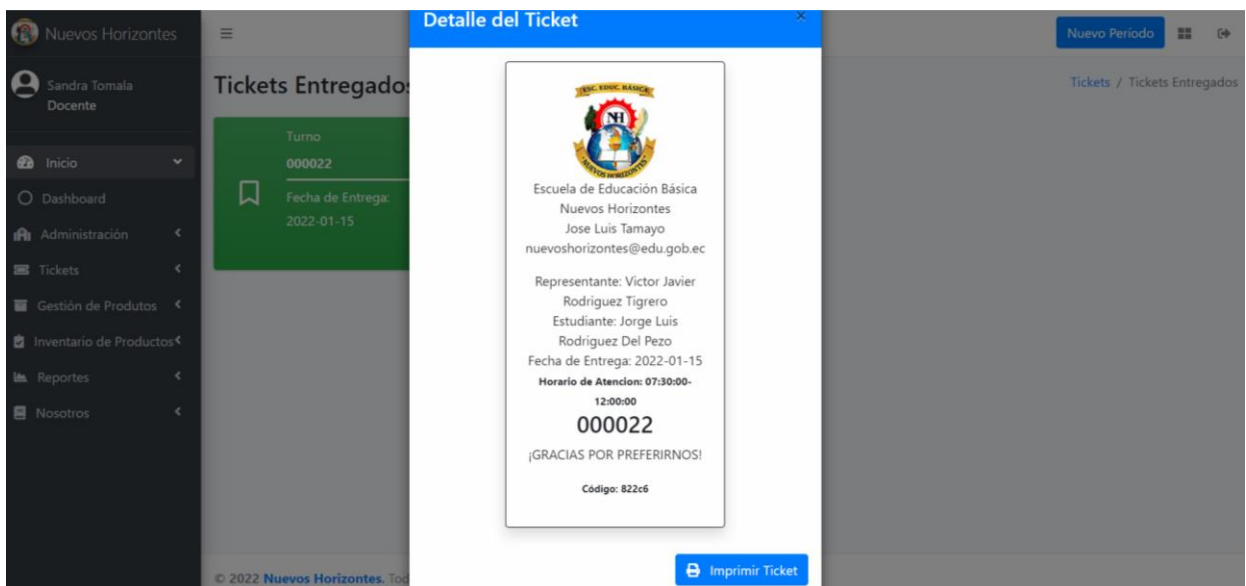 Nuevos Horizontes
Sandra Tomala
Docente
Inicio
Dashboard
Administración
Tickets
Gestión de Produtos
Inventario de Productos
Reportes
Nosotros
Nuevo Período
Tickets Entregados
Tickets / Tickets Entregados
Turno
000022
Fecha de Entrega:
2022-01-15
Detalle del Ticket
×
ESC. EDUC. BÁSICA
NH
NUEVOS HORIZONTES
Escuela de Educación Básica
Nuevos Horizontes
Jose Luis Tamayo
nuevoshorizontes@edu.gob.ec
Representante: Victor Javier
Rodriguez Tigrero
Estudiante: Jorge Luis
Rodriguez Del Pezo
Fecha de Entrega: 2022-01-15
Horario de Atencion: 07:30:00-
12:00:00
000022
¡GRACIAS POR PREFERIRNOS!
Código: 822c6
Imprimir Ticket
© 2022 Nuevos Horizontes. Tod